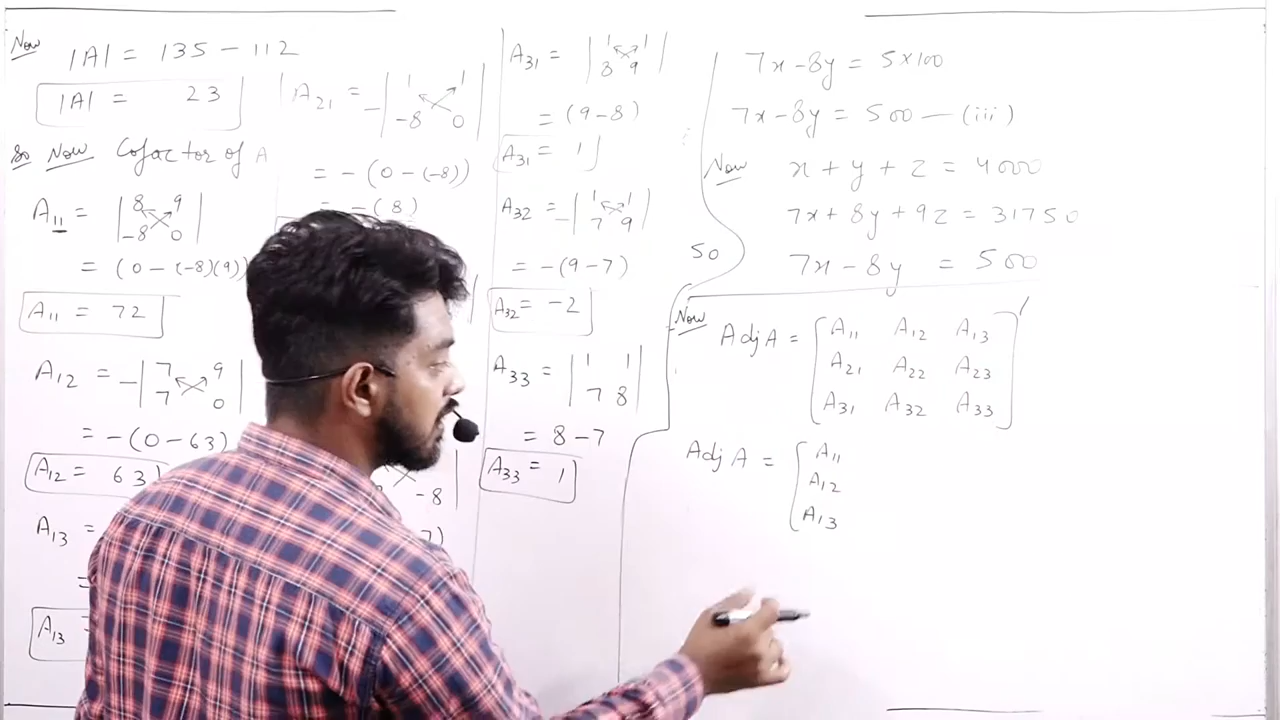 Now
|A| = 135 - 112
|A| = 23
So Now Cofactor of A
A11 = | 8 9 |
| -8 0 |
= (0 - (-8)(9))
A11 = 72
A12 = - | 7 9 |
| 7 0 |
= -(0 - 63)
A12 = 63
A13 =
=
A13 =
A21 = - | 1 1 |
| -8 0 |
= - (0 - (-8))
= - (8)
-8 |
7)
A31 = | 1 1 |
| 8 9 |
= (9 - 8)
A31 = 1
A32 = - | 1 1 |
| 7 9 |
= -(9 - 7)
A32 = -2
A33 = | 1 1 |
| 7 8 |
= 8 - 7
A33 = 1
7x - 8y = 5×100
7x - 8y = 500 — (iii)
Now x + y + z = 4000
7x + 8y + 9z = 31750
So 7x - 8y = 500
Now Adj A = [ A11 A12 A13
A21 A22 A23
A31 A32 A33 ]'
Adj A = [ A11
A12
A13